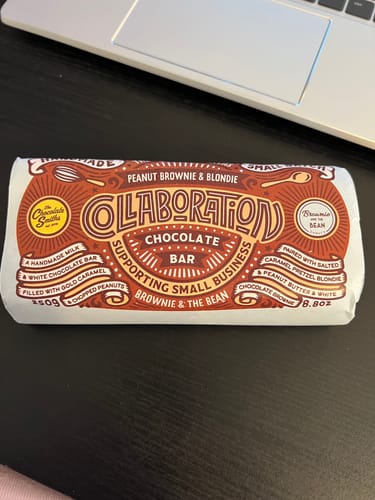 HANDMADE
SMALL BATCH
PEANUT BROWNIE & BLONDIE
COLLABORATION
CHOCOLATE
BAR
SUPPORTING SMALL BUSINESS
BROWNIE & THE BEAN
The
Chocolate
Smiths
Brownie
AND THE
BEAN
A HANDMADE MILK
& WHITE CHOCOLATE BAR
FILLED WITH GOLD CARAMEL
& CHOPPED PEANUTS
250g
PAIRED WITH SALTED
CARAMEL PRETZEL BLONDIE
& PEANUT BUTTER & WHITE
CHOCOLATE BROWNIE
8.8oz